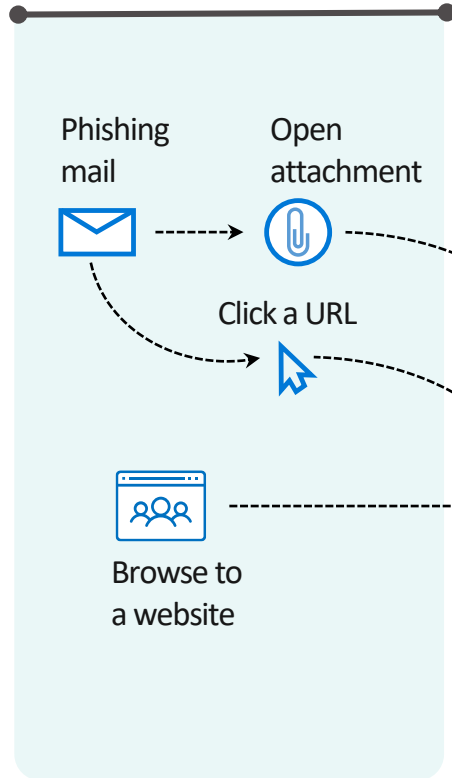 Phishing
mail
Open
attachment
Click a URL
Browse to
a website